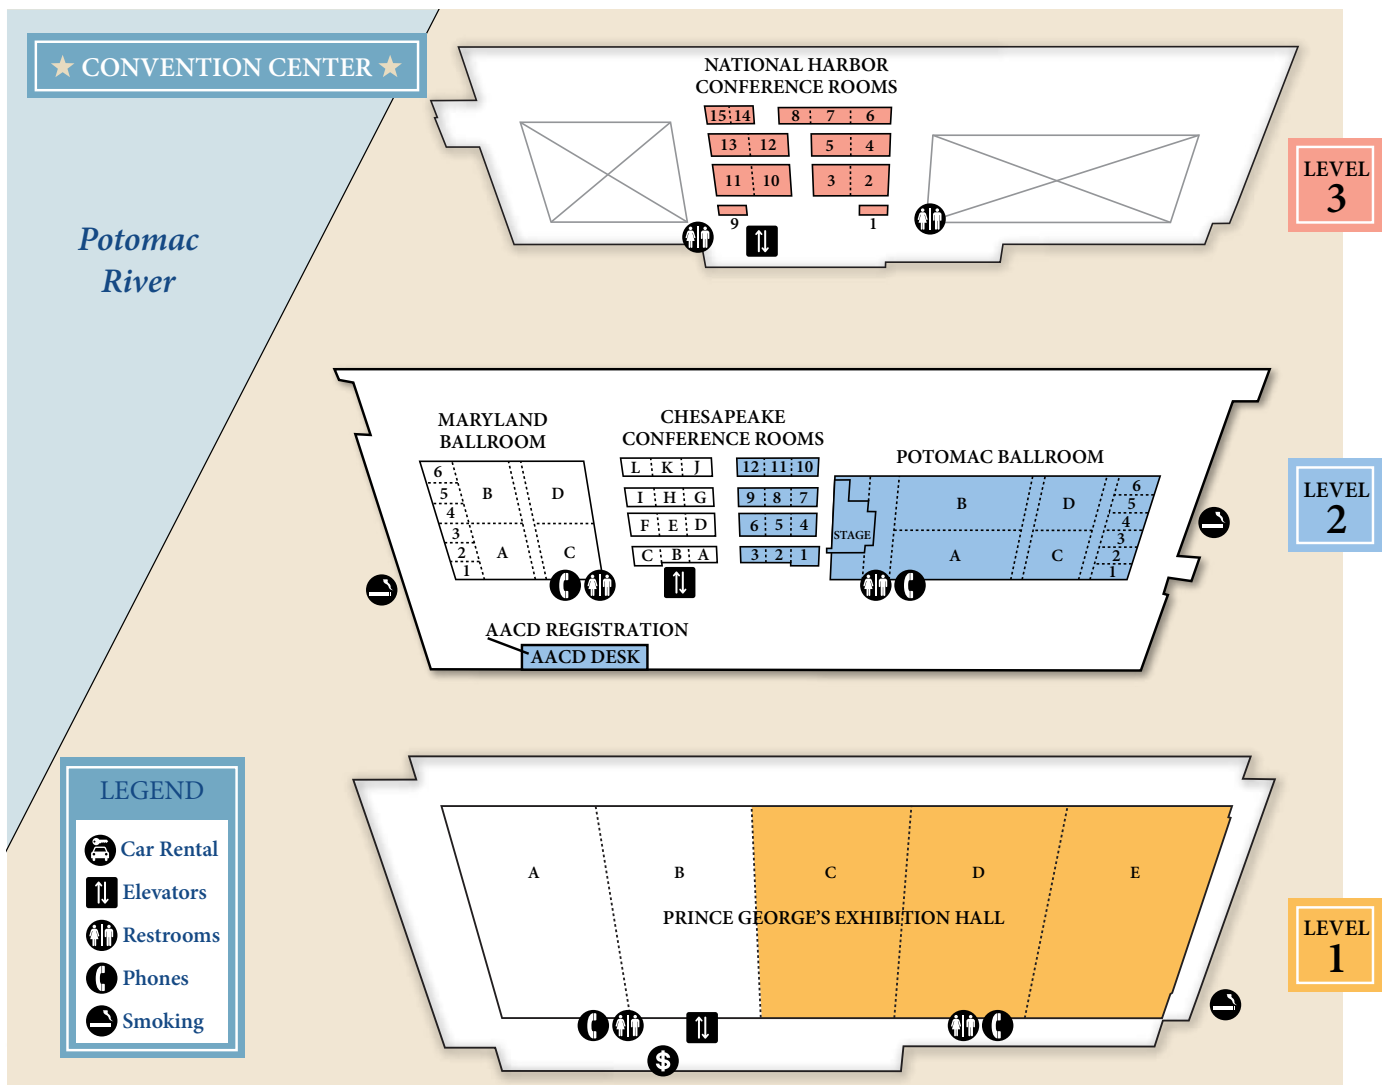 CONVENTION CENTER
Potomac
River
NATIONAL HARBOR
CONFERENCE ROOMS
15 14 8 7 6
13 12 5 4
11 10 3 2
9 1
LEVEL
3
MARYLAND
BALLROOM
6
5
4
3
2
1
B D
A C
CHESAPEAKE
CONFERENCE ROOMS
L K J 12 11 10
I H G 9 8 7
F E D 6 5 4
C B A 3 2 1
POTOMAC BALLROOM
STAGE
B D
A C
6
5
4
3
2
1
AACD REGISTRATION
AACD DESK
LEVEL
2
LEGEND
Car Rental
Elevators
Restrooms
Phones
Smoking
A B C D E
PRINCE GEORGE'S EXHIBITION HALL
$
LEVEL
1